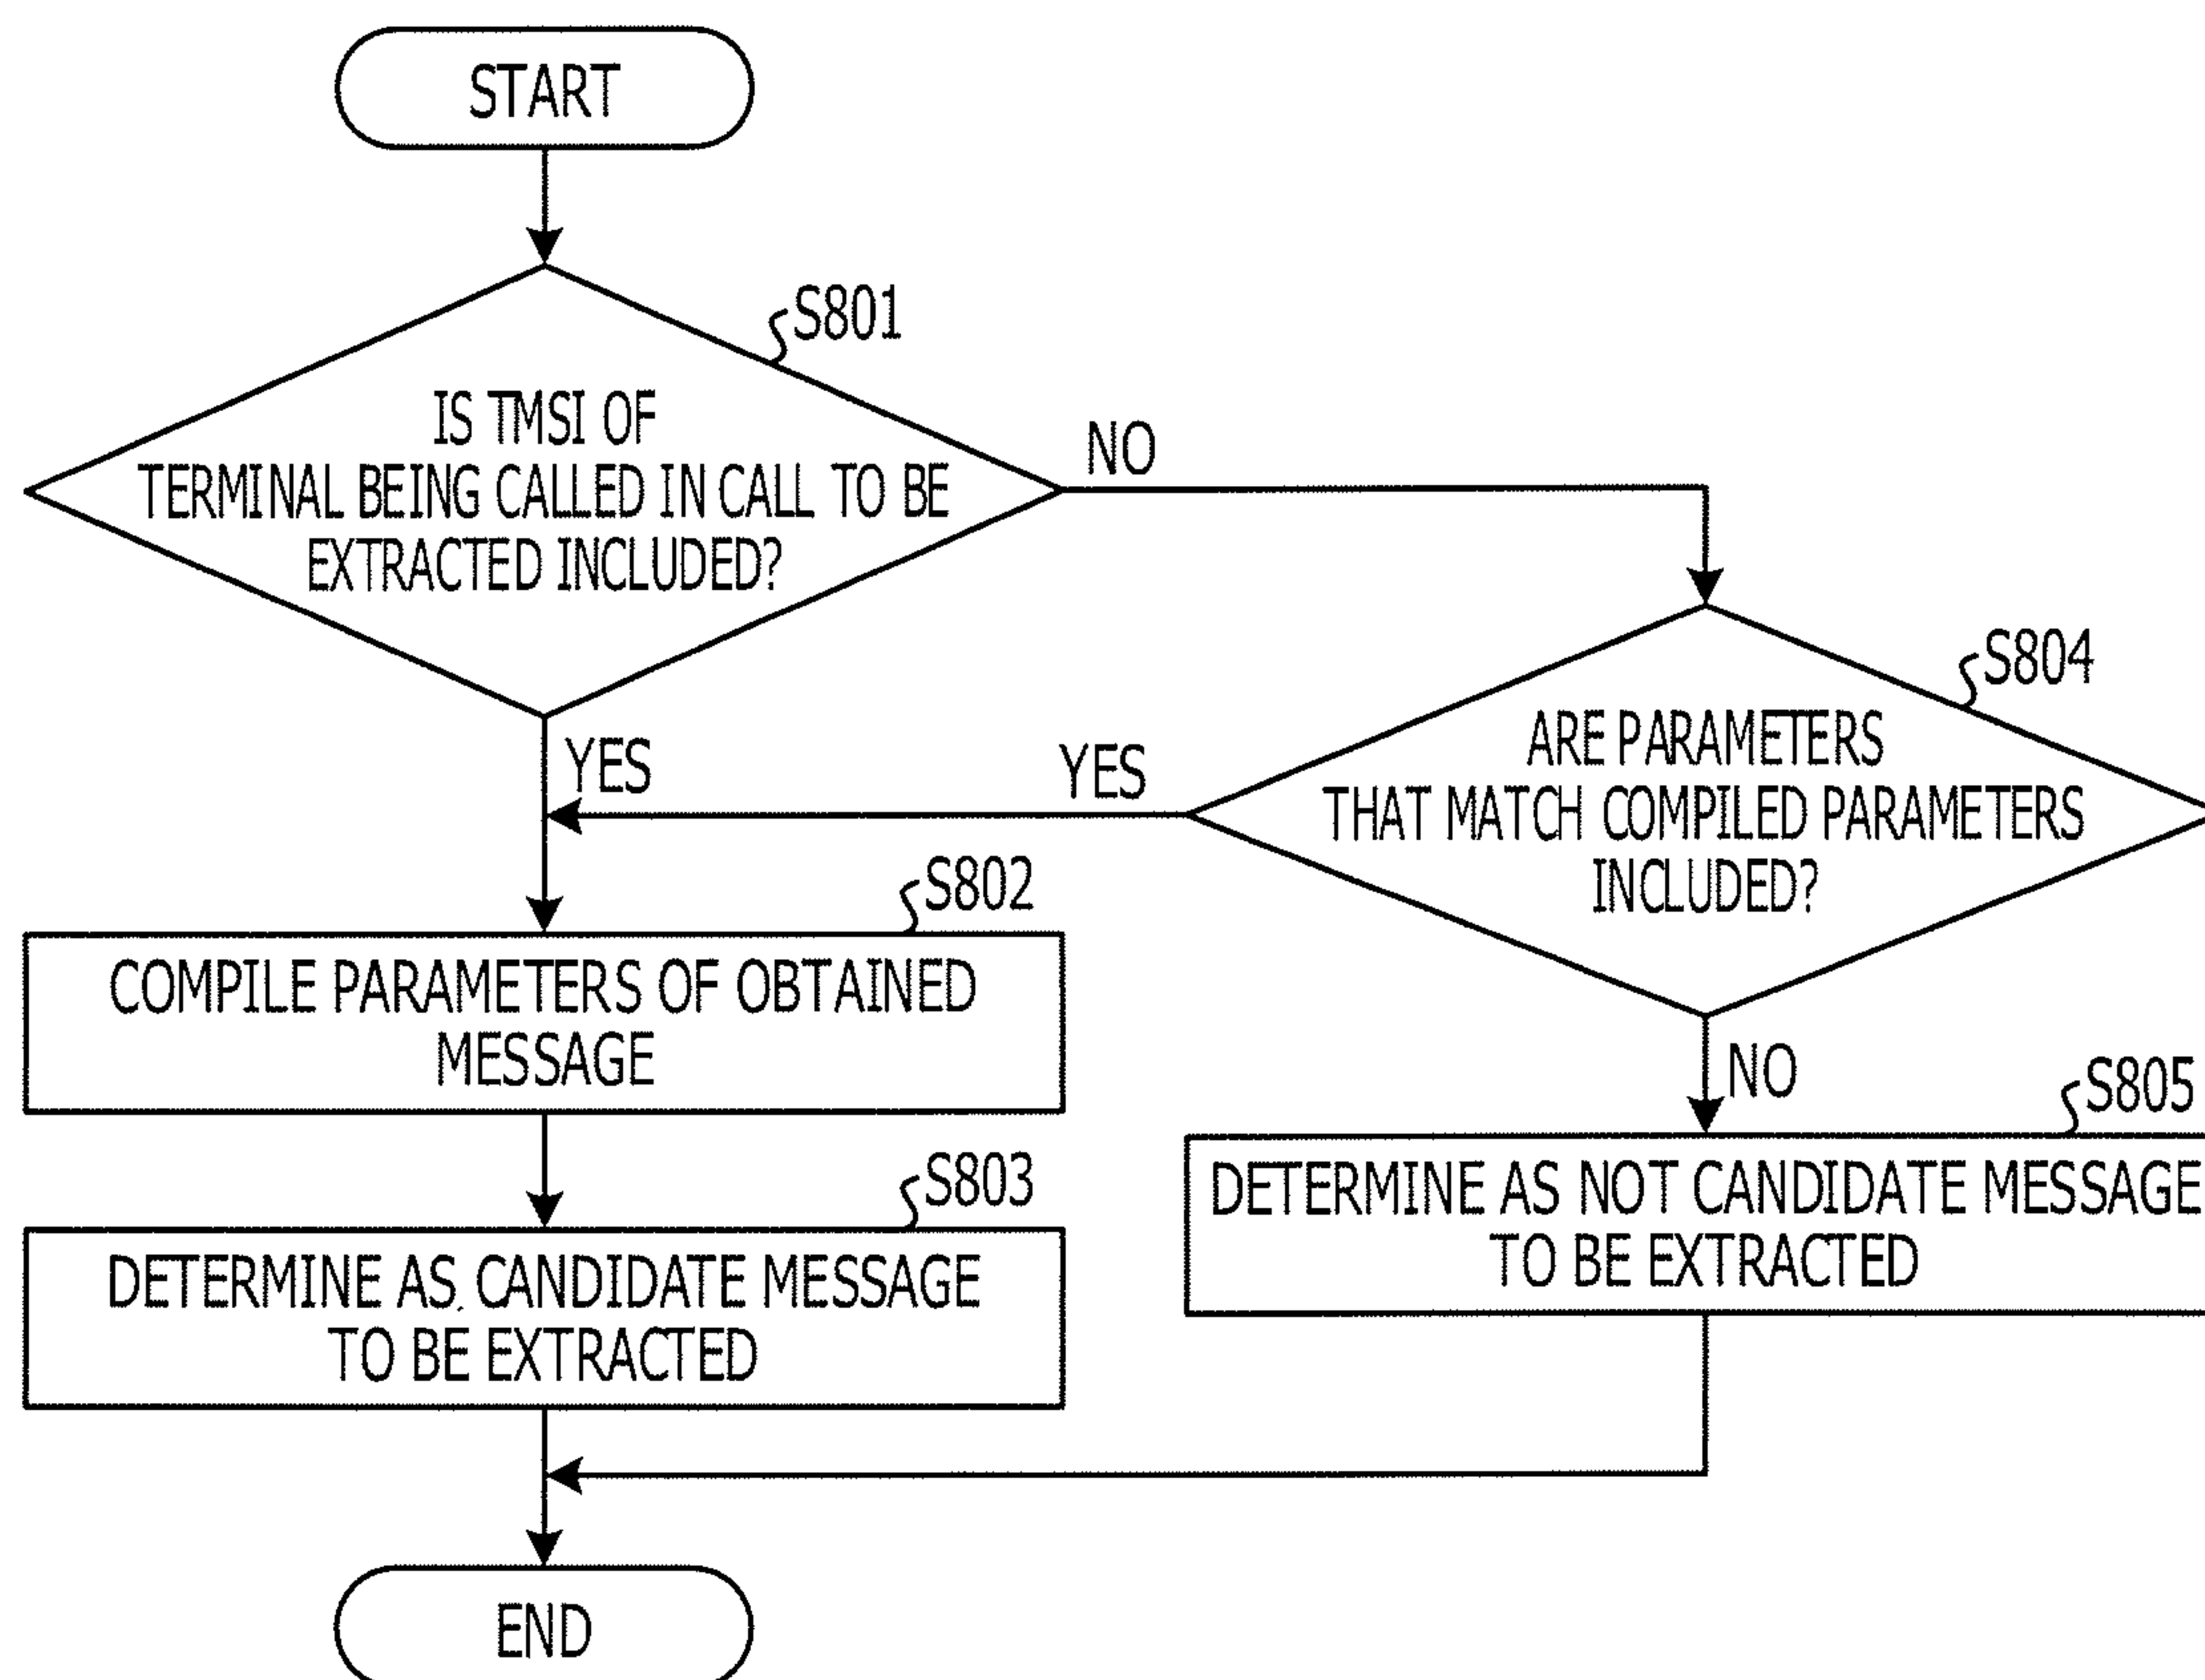 START
S801
IS TMSI OF
TERMINAL BEING CALLED IN CALL TO BE
EXTRACTED INCLUDED?
NO
S804
ARE PARAMETERS
THAT MATCH COMPILED PARAMETERS
INCLUDED?
YES
YES
S802
COMPILE PARAMETERS OF OBTAINED
MESSAGE
NO
S805
DETERMINE AS NOT CANDIDATE MESSAGE
TO BE EXTRACTED
S803
DETERMINE AS CANDIDATE MESSAGE
TO BE EXTRACTED
END